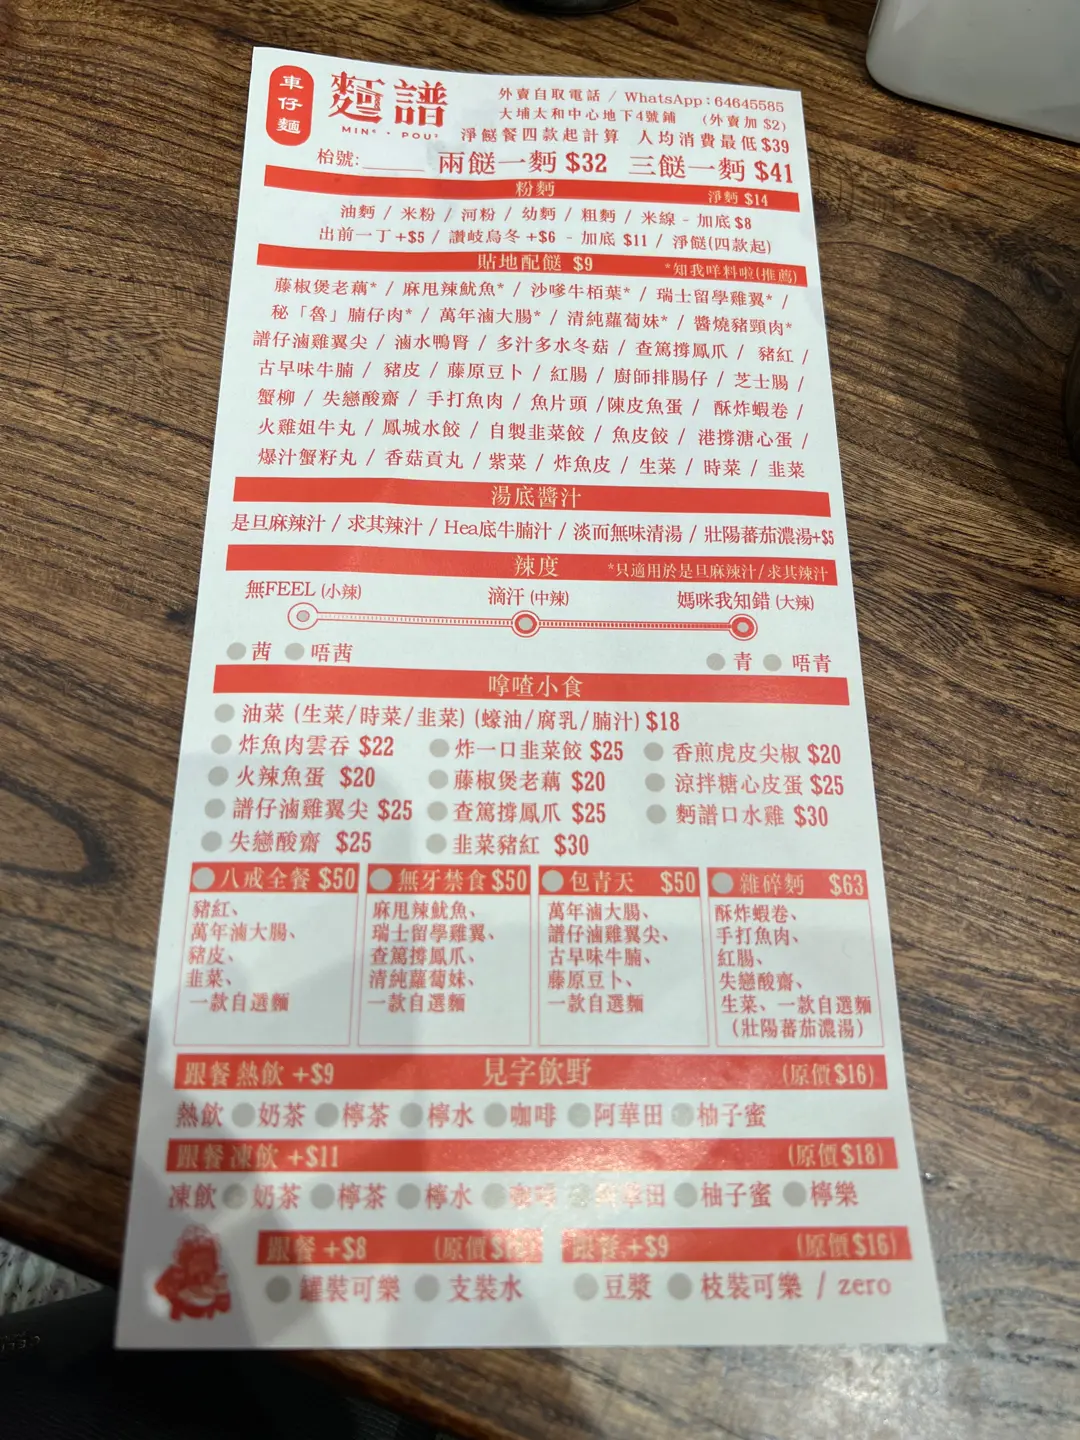 車仔麵
麵譜
MIN⁶ · POU²
外賣自取電話 / WhatsApp：64645585
大埔太和中心地下4號鋪 (外賣加 $2)
淨餸餐四款起計算 人均消費最低 $39
枱號:______ 兩餸一麪 $32 三餸一麪 $41
粉麪 淨麪 $14
油麪 / 米粉 / 河粉 / 幼麪 / 粗麪 / 米線 - 加底 $8
出前一丁+$5 / 讚岐烏冬 +$6 - 加底 $11 / 淨餸(四款起)
貼地配餸 $9 *知我咩料啦(推薦)
藤椒煲老藕* / 麻甩辣魷魚* / 沙嗲牛栢葉* / 瑞士留學雞翼* /
秘「魯」腩仔肉* / 萬年滷大腸* / 清純蘿蔔妹* / 醬燒豬頸肉*
譜仔滷雞翼尖 / 滷水鴨腎 / 多汁多水冬菇 / 查篤撐鳳爪 / 豬紅 /
古早味牛腩 / 豬皮 / 藤原豆卜 / 紅腸 / 廚師排腸仔 / 芝士腸 /
蟹柳 / 失戀酸齋 / 手打魚肉 / 魚片頭 /陳皮魚蛋 / 酥炸蝦卷 /
火雞姐牛丸 / 鳳城水餃 / 自製韭菜餃 / 魚皮餃 / 港撐溏心蛋 /
爆汁蟹籽丸 / 香菇貢丸 / 紫菜 / 炸魚皮 / 生菜 / 時菜 / 韭菜
湯底醬汁
是旦麻辣汁 / 求其辣汁 / Hea底牛腩汁 / 淡而無味清湯 / 壯陽蕃茄濃湯+$5
辣度 *只適用於是旦麻辣汁/求其辣汁
無FEEL (小辣) 滴汗 (中辣) 媽咪我知錯 (大辣)
茜 唔茜 青 唔青
嗱喳小食
油菜 (生菜/時菜/韭菜) (蠔油/腐乳/腩汁) $18
炸魚肉雲吞 $22 炸一口韭菜餃 $25 香煎虎皮尖椒 $20
火辣魚蛋 $20 藤椒煲老藕 $20 涼拌糖心皮蛋 $25
譜仔滷雞翼尖 $25 查篤撐鳳爪 $25 麪譜口水雞 $30
失戀酸齋 $25 韭菜豬紅 $30
八戒全餐 $50
豬紅、
萬年滷大腸、
豬皮、
韭菜、
一款自選麵
無牙禁食 $50
麻甩辣魷魚、
瑞士留學雞翼、
查篤撐鳳爪、
清純蘿蔔妹、
一款自選麵
包青天 $50
萬年滷大腸、
譜仔滷雞翼尖、
古早味牛腩、
藤原豆卜、
一款自選麵
雜碎麪 $63
酥炸蝦卷、
手打魚肉、
紅腸、
失戀酸齋、
生菜、一款自選麵
(壯陽蕃茄濃湯)
跟餐 熱飲 +$9 見字飲野 (原價 $16)
熱飲 奶茶 檸茶 檸水 咖啡 阿華田 柚子蜜
跟餐 凍飲 +$11 (原價 $18)
凍飲 奶茶 檸茶 檸水 咖啡 華田 柚子蜜 檸樂
跟餐 +$8 (原價 跟餐 +$9 (原價 $16)
罐裝可樂 支裝水 豆漿 枝裝可樂 / zero